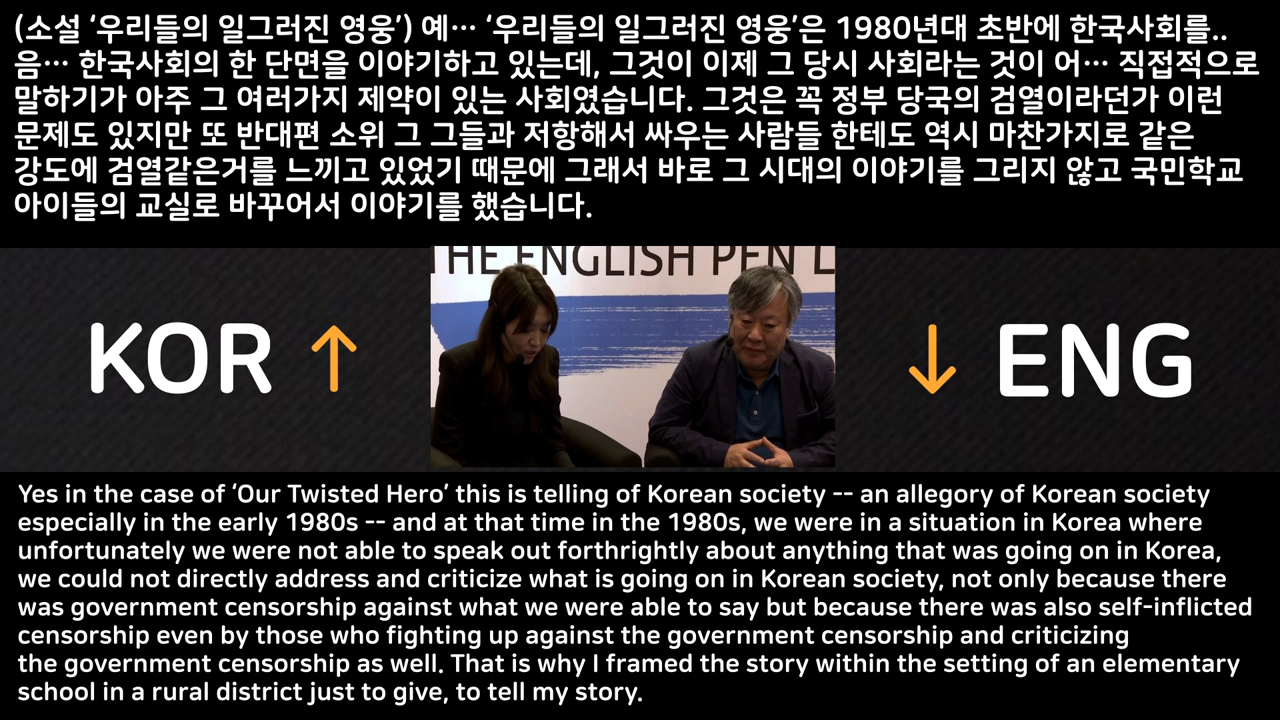 (소설 ‘우리들의 일그러진 영웅’) 예… ‘우리들의 일그러진 영웅’은 1980년대 초반에 한국사회를..
음… 한국사회의 한 단면을 이야기하고 있는데, 그것이 이제 그 당시 사회라는 것이 어… 직접적으로
말하기가 아주 그 여러가지 제약이 있는 사회였습니다. 그것은 꼭 정부 당국의 검열이라던가 이런
문제도 있지만 또 반대편 소위 그 그들과 저항해서 싸우는 사람들 한테도 역시 마찬가지로 같은
강도에 검열같은거를 느끼고 있었기 때문에 그래서 바로 그 시대의 이야기를 그리지 않고 국민학교
아이들의 교실로 바꾸어서 이야기를 했습니다.
THE ENGLISH PEN L
KOR ↑
↓ ENG
Yes in the case of ‘Our Twisted Hero’ this is telling of Korean society -- an allegory of Korean society
especially in the early 1980s -- and at that time in the 1980s, we were in a situation in Korea where
unfortunately we were not able to speak out forthrightly about anything that was going on in Korea,
we could not directly address and criticize what is going on in Korean society, not only because there
was government censorship against what we were able to say but because there was also self-inflicted
censorship even by those who fighting up against the government censorship and criticizing
the government censorship as well. That is why I framed the story within the setting of an elementary
school in a rural district just to give, to tell my story.